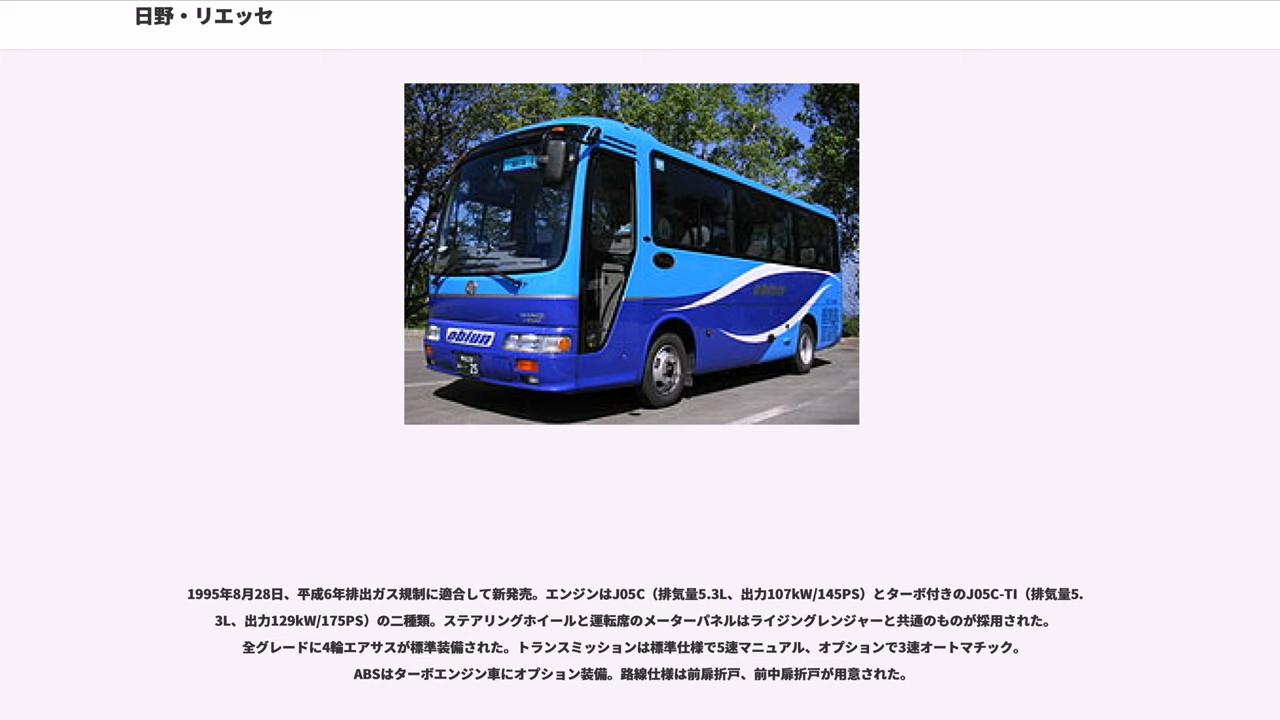 日野・リエッセ
25
1995年8月28日、平成6年排出ガス規制に適合して新発売。エンジンはJ05C（排気量5.3L、出力107kW/145PS）とターボ付きのJ05C-TI（排気量5.
3L、出力129kW/175PS）の二種類。ステアリングホイールと運転席のメーターパネルはライジングレンジャーと共通のものが採用された。
全グレードに4輪エアサスが標準装備された。トランスミッションは標準仕様で5速マニュアル、オプションで3速オートマチック。
ABSはターボエンジン車にオプション装備。路線仕様は前扉折戸、前中扉折戸が用意された。